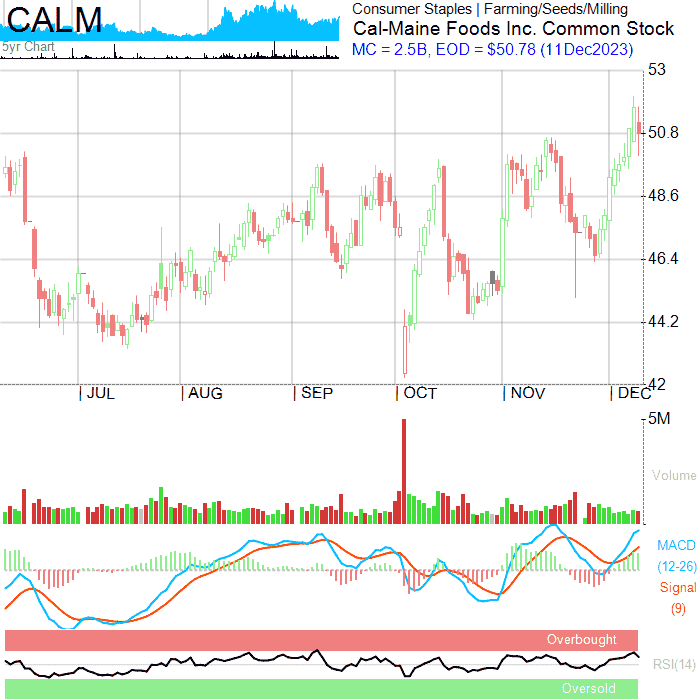 CALM
5yr Chart
Consumer Staples | Farming/Seeds/Milling
Cal-Maine Foods Inc. Common Stock
MC = 2.5B, EOD = $50.78 (11Dec2023)
53
50.8
48.6
46.4
44.2
42
| JUL
| AUG
| SEP
| OCT
| NOV
| DEC
5M
Volume
MACD
(12-26)
Signal
(9)
Overbought
RSI(14)
Oversold